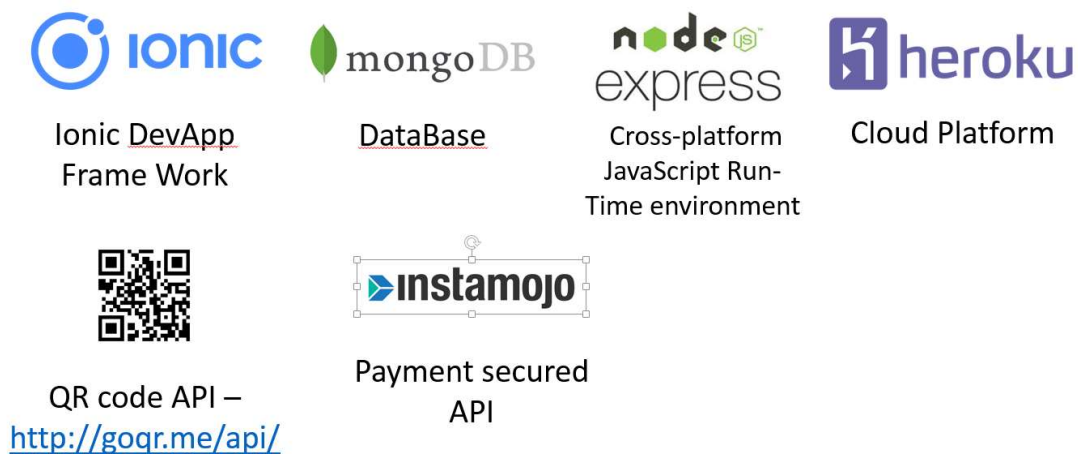 ionic
mongoDB
node JS
express
heroku
Ionic DevApp
Frame Work
DataBase
Cross-platform
JavaScript Run-
Time environment
Cloud Platform
instamojo
QR code API –
http://goqr.me/api/
Payment secured
API